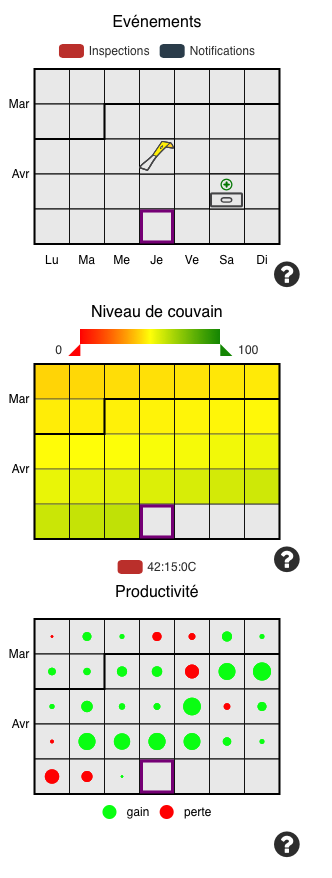 Evénements
Inspections Notifications
Mar
Avr
Lu Ma Me Je Ve Sa Di
?
Niveau de couvain
0 100
Mar
Avr
?
42:15:0C
Productivité
Mar
Avr
gain perte
?